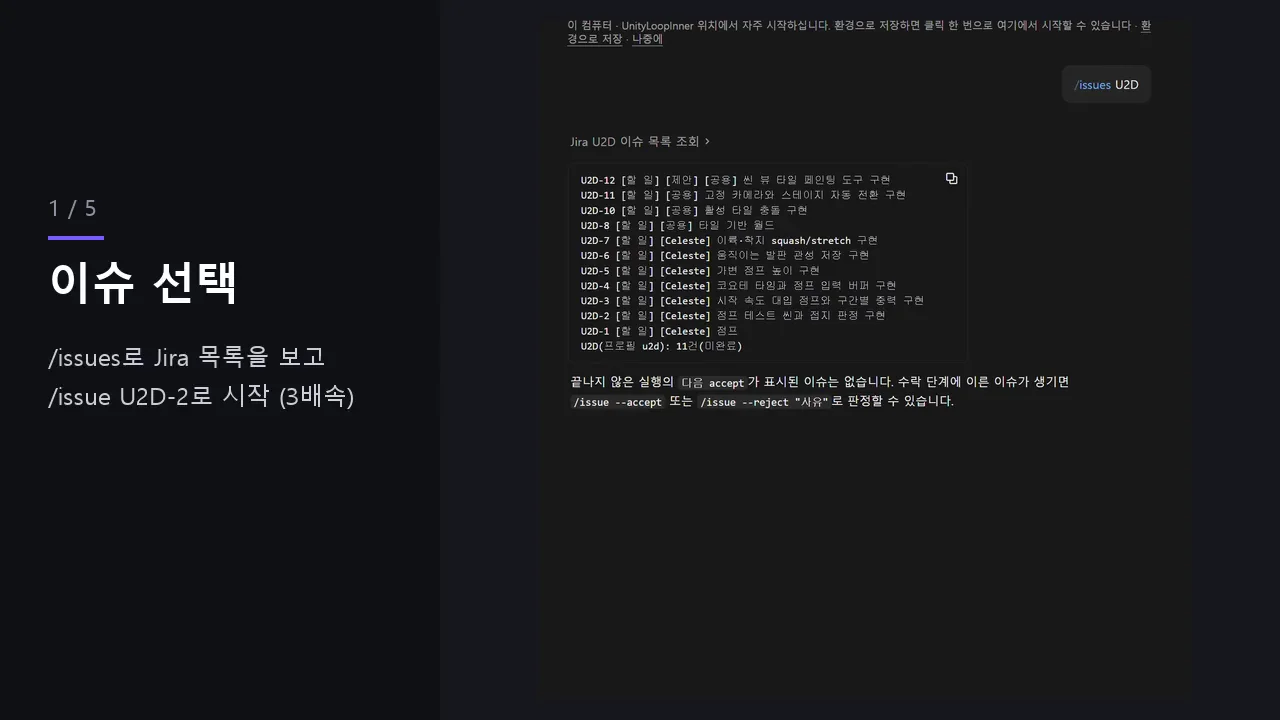 1 / 5
이슈 선택
/issues로 Jira 목록을 보고
/issue U2D-2로 시작 (3배속)
이 컴퓨터 · UnityLoopInner 위치에서 자주 시작하십니다. 환경으로 저장하면 클릭 한 번으로 여기에서 시작할 수 있습니다 · 환
경으로 저장 · 나중에
/issues U2D
Jira U2D 이슈 목록 조회 >
U2D-12 [할 일] [제안] [공용] 씬 뷰 타일 페인팅 도구 구현
U2D-11 [할 일] [공용] 고정 카메라와 스테이지 자동 전환 구현
U2D-10 [할 일] [공용] 활성 타일 충돌 구현
U2D-8 [할 일] [공용] 타일 기반 월드
U2D-7 [할 일] [Celeste] 이륙·착지 squash/stretch 구현
U2D-6 [할 일] [Celeste] 움직이는 발판 관성 저장 구현
U2D-5 [할 일] [Celeste] 가변 점프 높이 구현
U2D-4 [할 일] [Celeste] 코요테 타임과 점프 입력 버퍼 구현
U2D-3 [할 일] [Celeste] 시작 속도 대입 점프와 구간별 중력 구현
U2D-2 [할 일] [Celeste] 점프 테스트 씬과 접지 판정 구현
U2D-1 [할 일] [Celeste] 점프
U2D(프로필 u2d): 11건(미완료)
끝나지 않은 실행의 다음 accept가 표시된 이슈는 없습니다. 수락 단계에 이른 이슈가 생기면
/issue --accept 또는 /issue --reject "사유"로 판정할 수 있습니다.